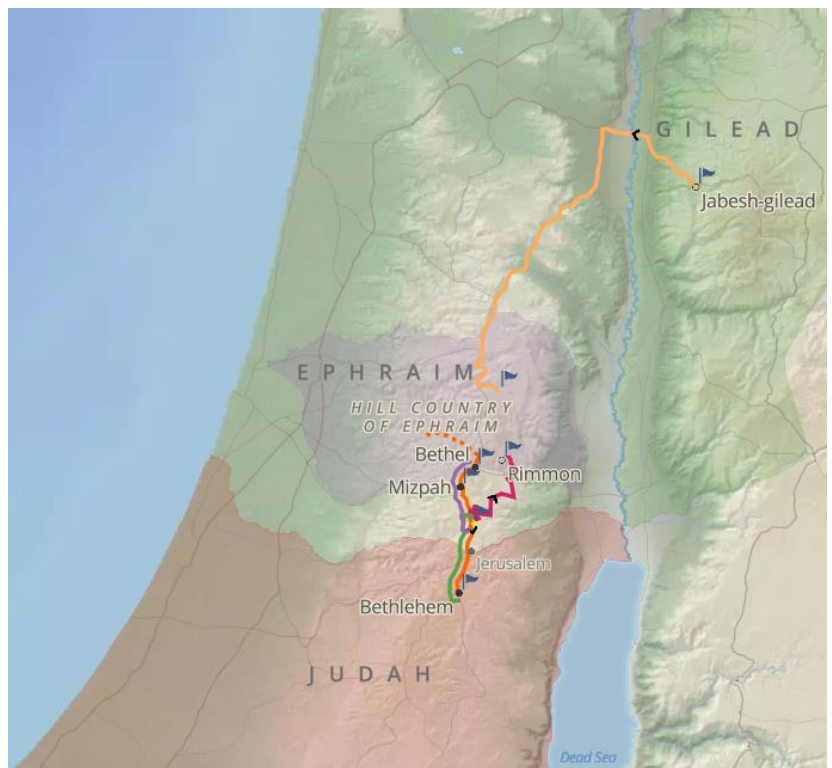 GILEAD
Jabesh-gilead
EPHRAIM
HILL COUNTRY
OF EPHRAIM
Bethel
Rimmon
Mizpah
Jerusalem
Bethlehem
JUDAH
Dead Sea